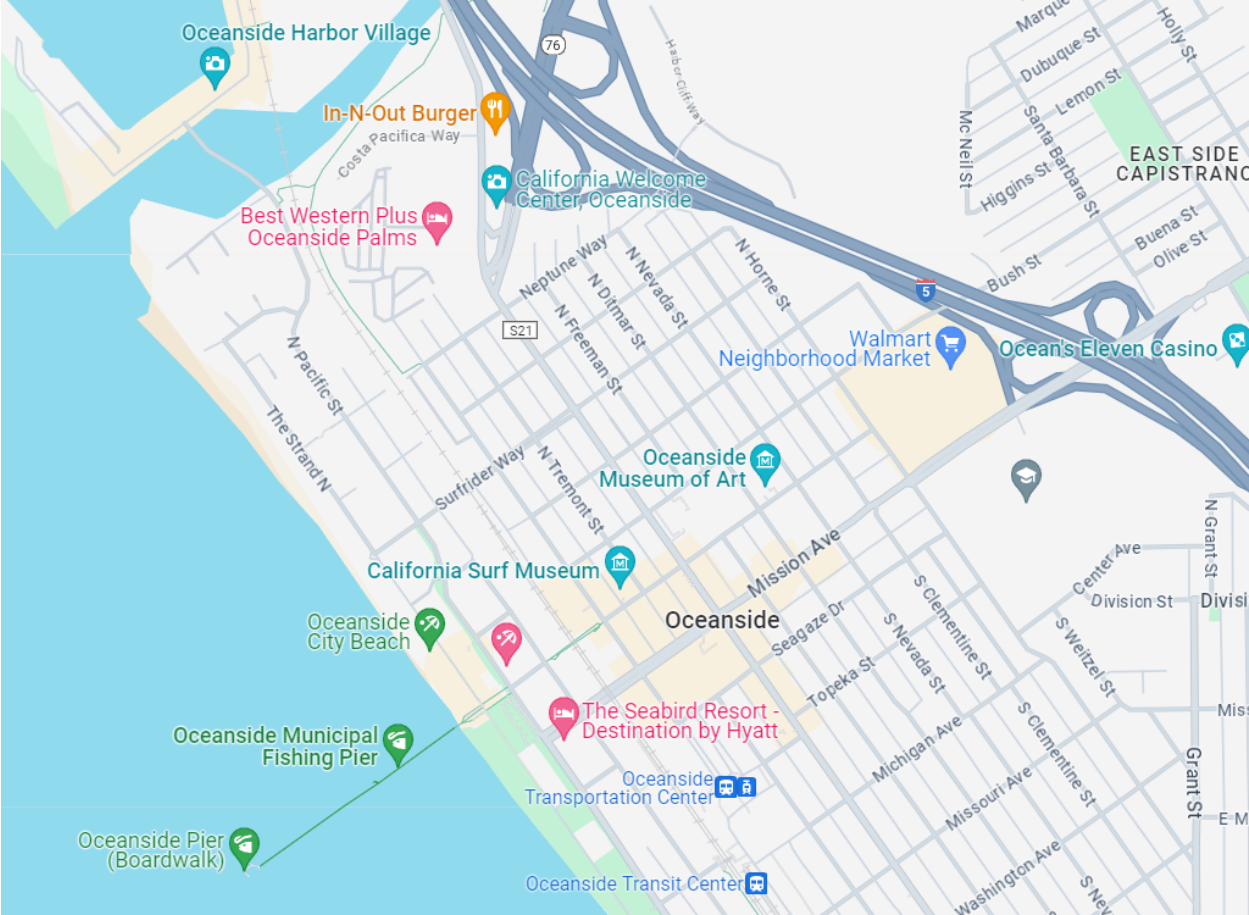 Marque
Holly St
Oceanside Harbor Village
76
Dubuque St
Harbor Cliff Way
Lemon St
In-N-Out Burger
Costa Pacifica Way
Mc Neil St
Santa Barbara St
EAST SIDE
CAPISTRANO
California Welcome
Center, Oceanside
Higgins St
Best Western Plus
Oceanside Palms
Buena St
Olive St
Neptune Way
N Nevada St
N Horne St
Bush St
N Ditmar St
5
N Freeman St
S21
Walmart
Neighborhood Market
Ocean's Eleven Casino
N Pacific St
The Strand N
Surfrider Way
N Tremont St
Oceanside
Museum of Art
N Grant St
Mission Ave
Center Ave
California Surf Museum
Division St
Divisi
Oceanside
City Beach
Oceanside
Seagaze Dr
S Clementine St
S Nevada St
S Weitzel St
Topeka St
The Seabird Resort -
Destination by Hyatt
Miss
Oceanside Municipal
Fishing Pier
Michigan Ave
S Clementine St
Grant St
Oceanside
Transportation Center
Missouri Ave
E M
Oceanside Pier
(Boardwalk)
Oceanside Transit Center
Washington Ave
S Nev